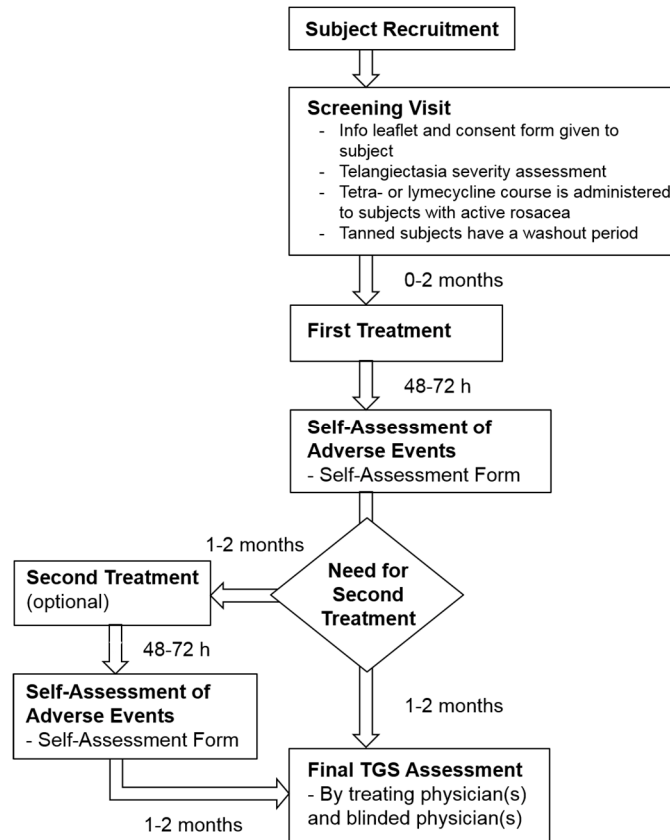 Subject Recruitment
Screening Visit
- Info leaflet and consent form given to
subject
- Telangiectasia severity assessment
- Tetra- or lymecycline course is administered
to subjects with active rosacea
- Tanned subjects have a washout period
0-2 months
First Treatment
48-72 h
Self-Assessment of
Adverse Events
- Self-Assessment Form
1-2 months
Need for
Second
Treatment
Second Treatment
(optional)
48-72 h
Self-Assessment of
Adverse Events
- Self-Assessment Form
1-2 months
1-2 months
Final TGS Assessment
- By treating physician(s)
and blinded physician(s)